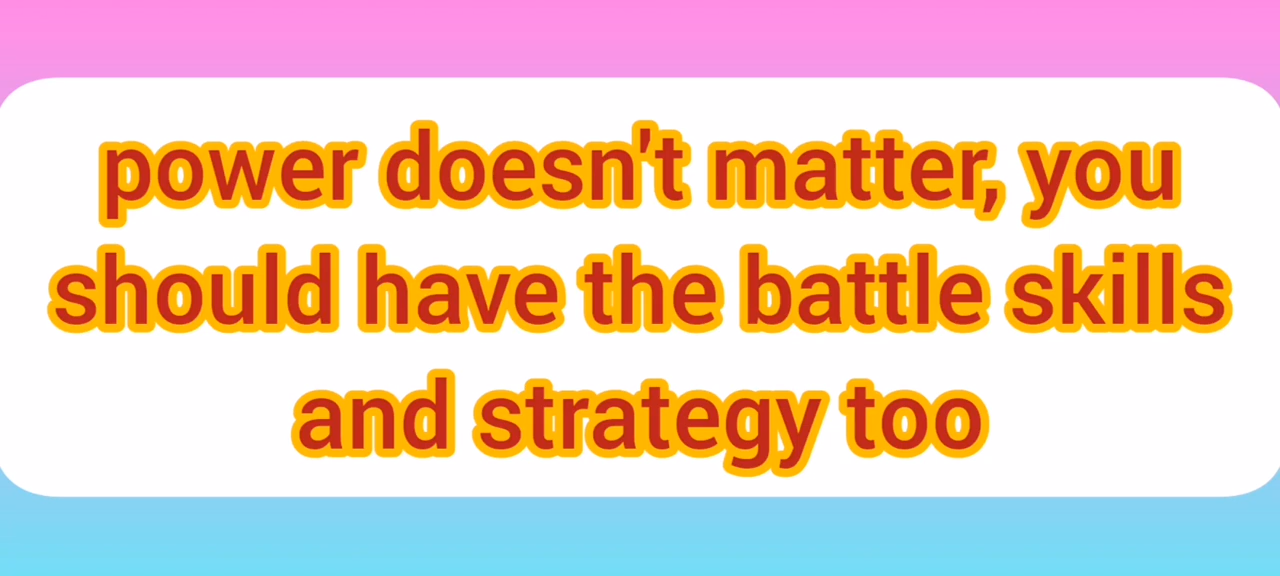 power doesn't matter, you
should have the battle skills
and strategy too